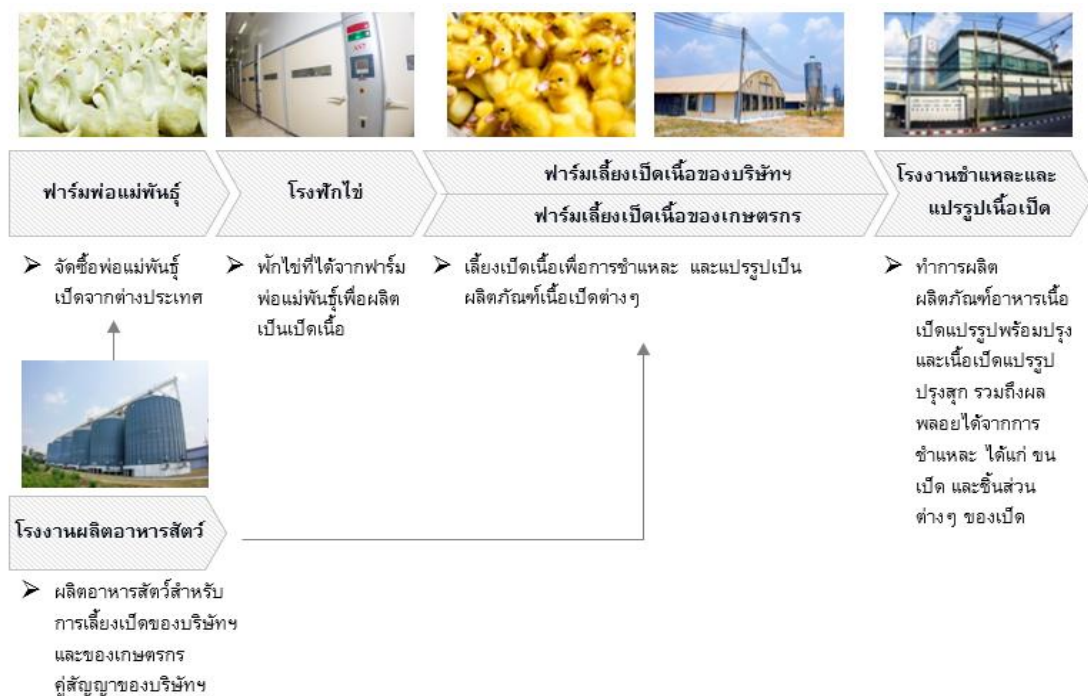 ฟาร์มพ่อแม่พันธุ์
โรงฟักไข่
ฟาร์มเลี้ยงเป็ดเนื้อของบริษัทฯ
ฟาร์มเลี้ยงเป็ดเนื้อของเกษตรกร
โรงงานชำแหละและ
แปรรูปเนื้อเป็ด
➢ จัดซื้อพ่อแม่พันธุ์
เป็ดจากต่างประเทศ
➢ ฟักไข่ที่ได้จากฟาร์ม
พ่อแม่พันธุ์เพื่อผลิต
เป็นเป็ดเนื้อ
➢ เลี้ยงเป็ดเนื้อเพื่อการชำแหละ และแปรรูปเป็น
ผลิตภัณฑ์เนื้อเป็ดต่างๆ
➢ ทำการผลิต
ผลิตภัณฑ์อาหารเนื้อ
เป็ดแปรรูปพร้อมปรุง
และเนื้อเป็ดแปรรูป
ปรุงสุก รวมถึงผล
พลอยได้จากการ
ชำแหละ ได้แก่ ขน
เป็ด และชิ้นส่วน
ต่างๆ ของเป็ด
โรงงานผลิตอาหารสัตว์
➢ ผลิตอาหารสัตว์สำหรับ
การเลี้ยงเป็ดของบริษัทฯ
และของเกษตรกร
คู่สัญญาของบริษัทฯ